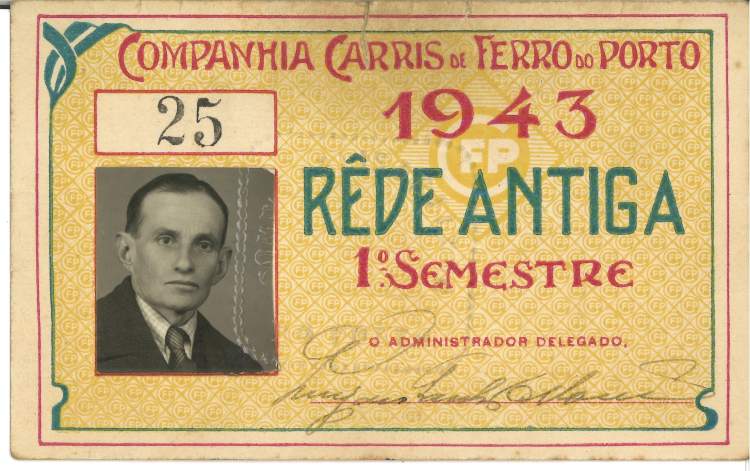 COMPANHIA CARRIS DE FERRO DO PORTO
25
1943
CFP
RÊDE ANTIGA
1º SEMESTRE
O ADMINISTRADOR DELEGADO,